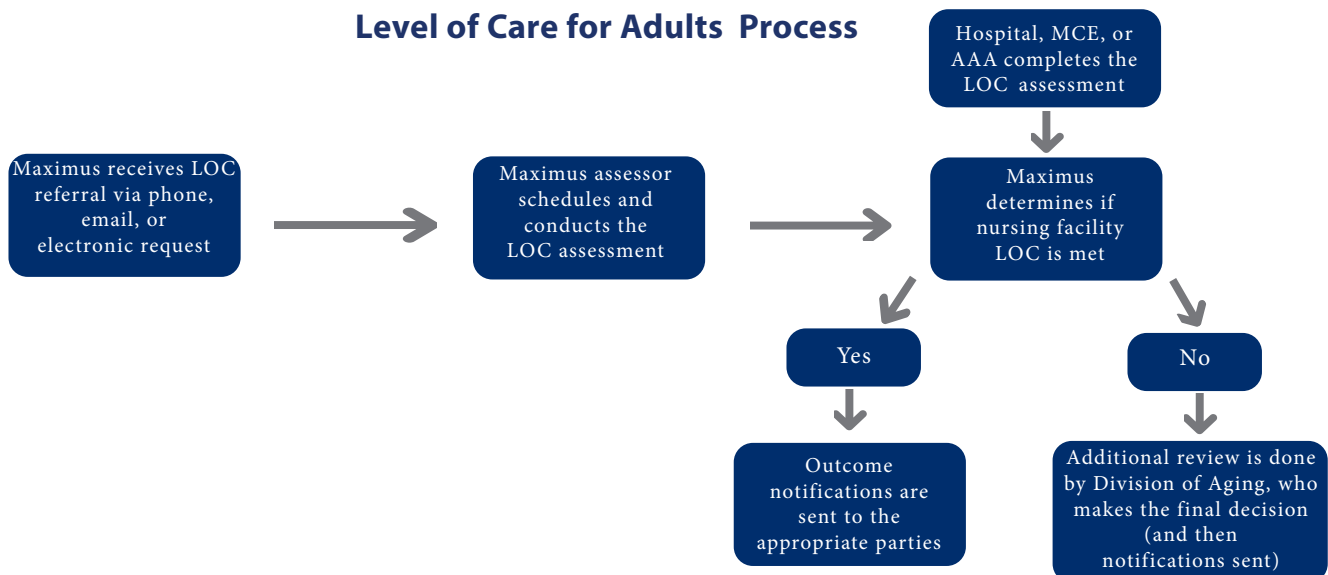 Level of Care for Adults Process
Hospital, MCE, or
AAA completes the
LOC assessment
Maximus receives LOC
referral via phone,
email, or
electronic request
Maximus assessor
schedules and
conducts the
LOC assessment
Maximus
determines if
nursing facility
LOC is met
Yes
No
Outcome
notifications are
sent to the
appropriate parties
Additional review is done
by Division of Aging, who
makes the final decision
(and then
notifications sent)